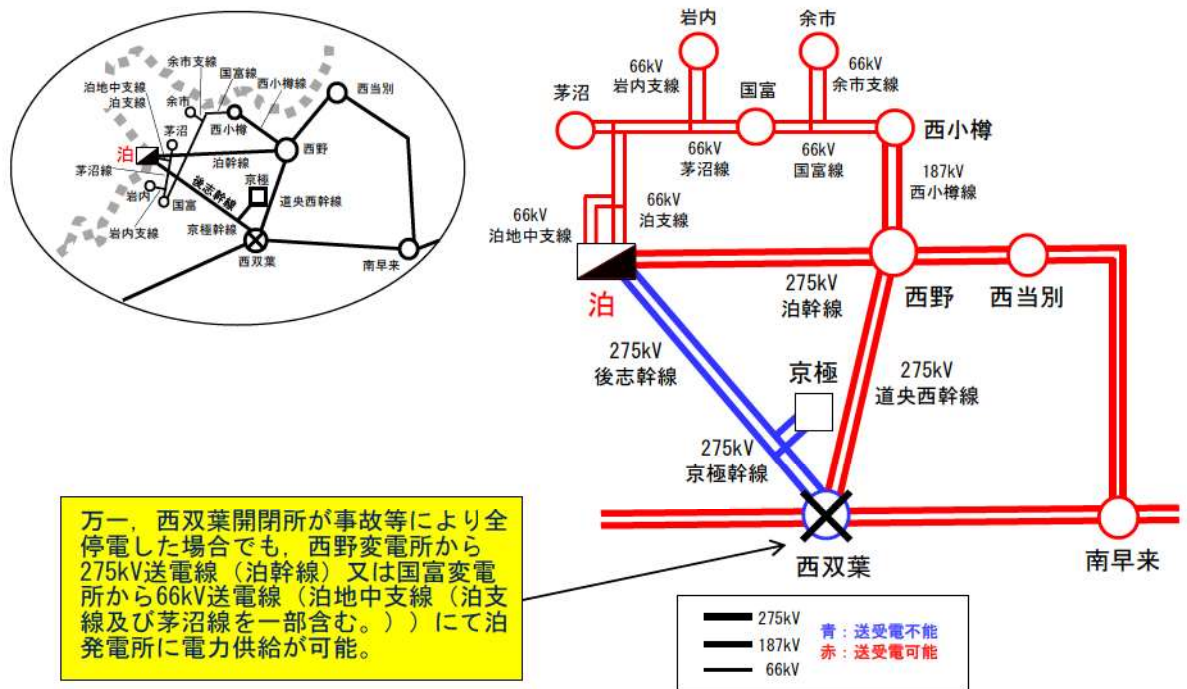 余市支線
国富線
泊地中支線
泊支線
西小樽線
余市
茅沼
西小樽
西当別
泊
泊幹線
西野
茅沼線
後志幹線
京極
道央西幹線
岩内
国富
京極幹線
岩内支線
西双葉
南早来
岩内
余市
66kV
岩内支線
66kV
余市支線
茅沼
国富
西小樽
66kV
茅沼線
66kV
国富線
187kV
西小樽線
66kV
泊地中支線
66kV
泊支線
泊
275kV
泊幹線
西野
西当別
275kV
後志幹線
京極
275kV
道央西幹線
275kV
京極幹線
西双葉
南早来
万一，西双葉開閉所が事故等により全
停電した場合でも，西野変電所から
275kV送電線（泊幹線）又は国富変電
所から66kV送電線（泊地中支線（泊支
線及び茅沼線を一部含む。））にて泊
発電所に電力供給が可能。
275kV
187kV
66kV
青：送受電不能
赤：送受電可能